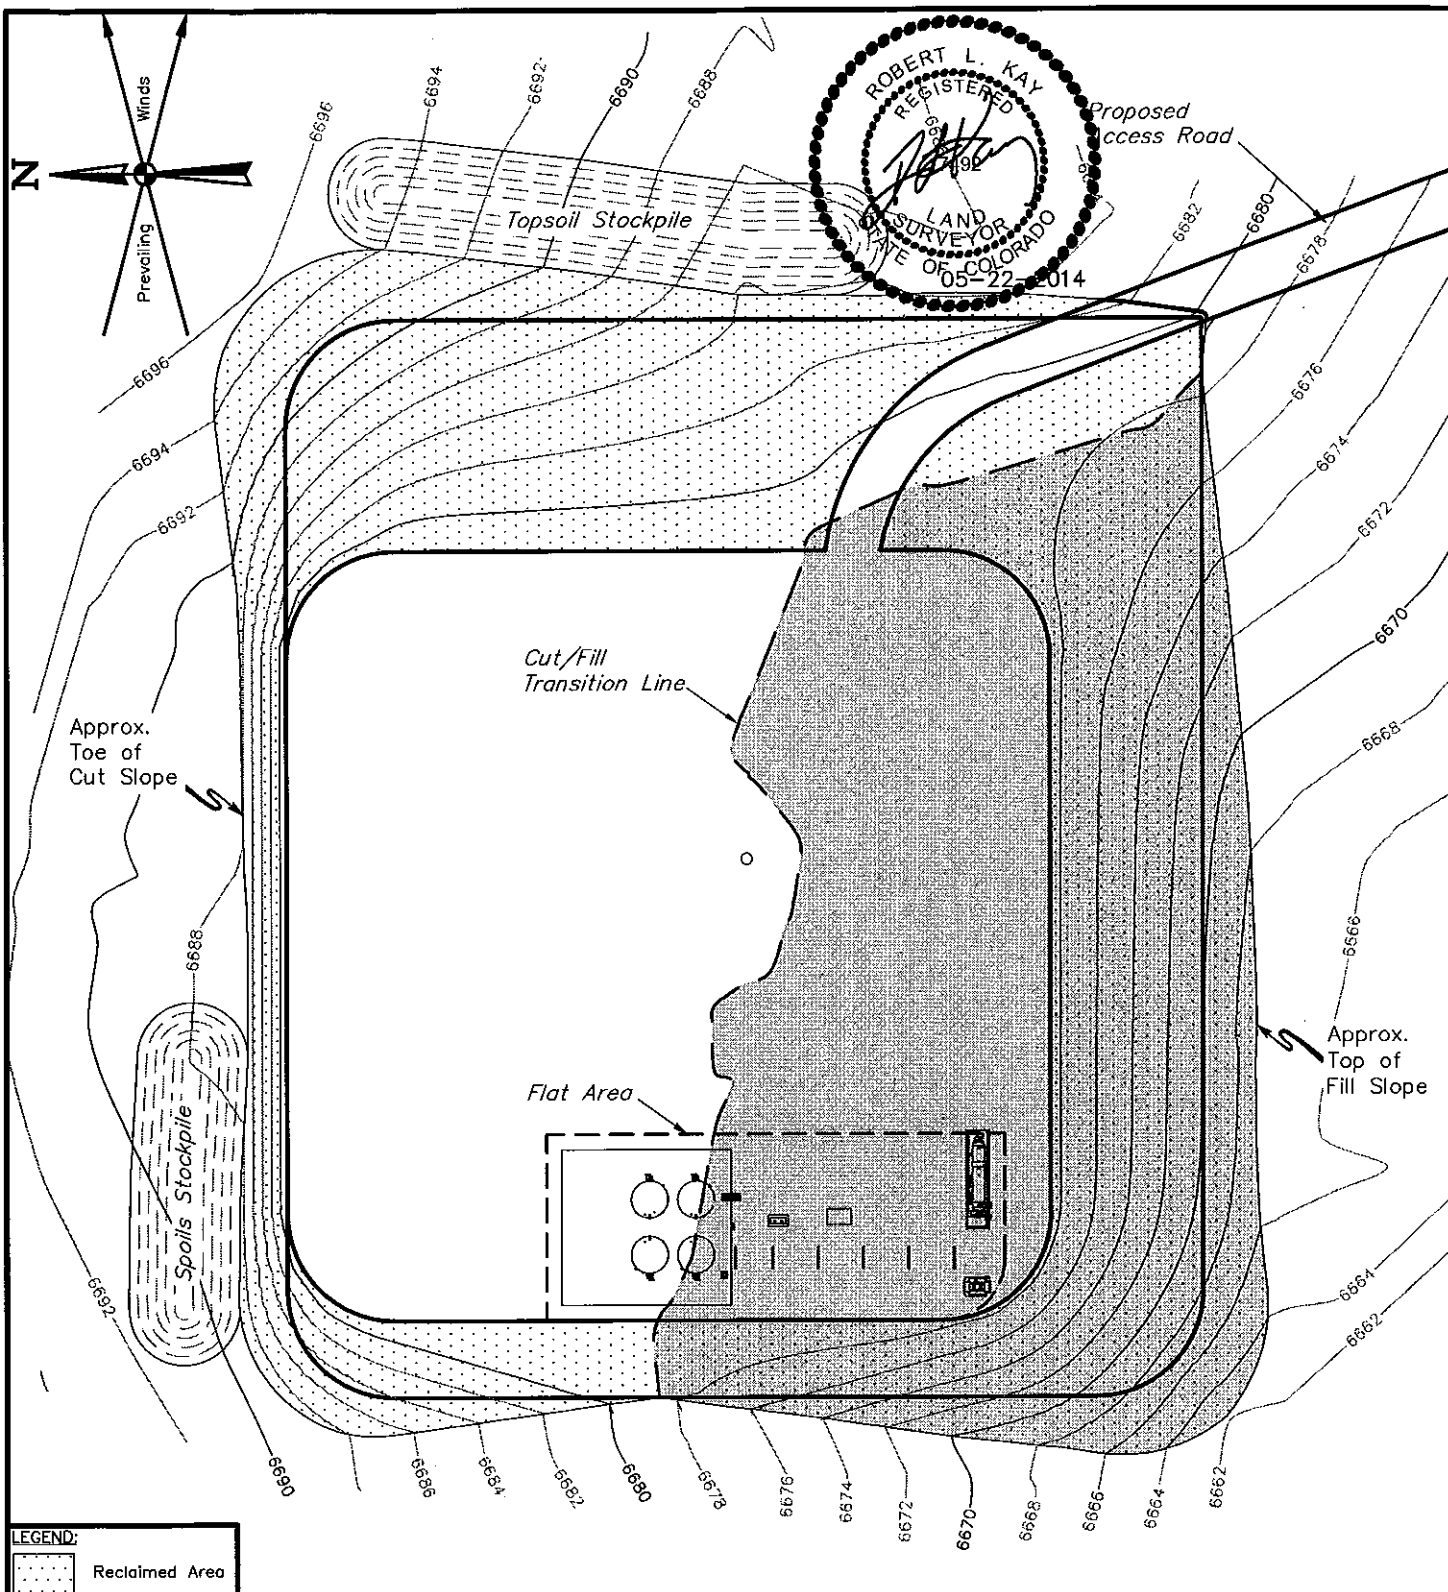 N
Prevailing
Winds
6696
6694
6692
6690
6688
ROBERT L. KAY
REGISTERED
LAND
SURVEYOR
STATE OF COLORADO
05-22-2014
Proposed
Access Road
Topsoil Stockpile
6682
6680
6678
6676
6674
6672
6670
6668
6666
6664
6662
6696
6694
6692
Cut/Fill
Transition Line
Approx.
Toe of
Cut Slope
6688
Spoils Stockpile
Flat Area
Approx.
Top of
Fill Slope
6692
6690
6686
6684
6682
6680
6678
6676
6674
6672
6670
6668
6666
6664
6662
LEGEND:
Reclaimed Area